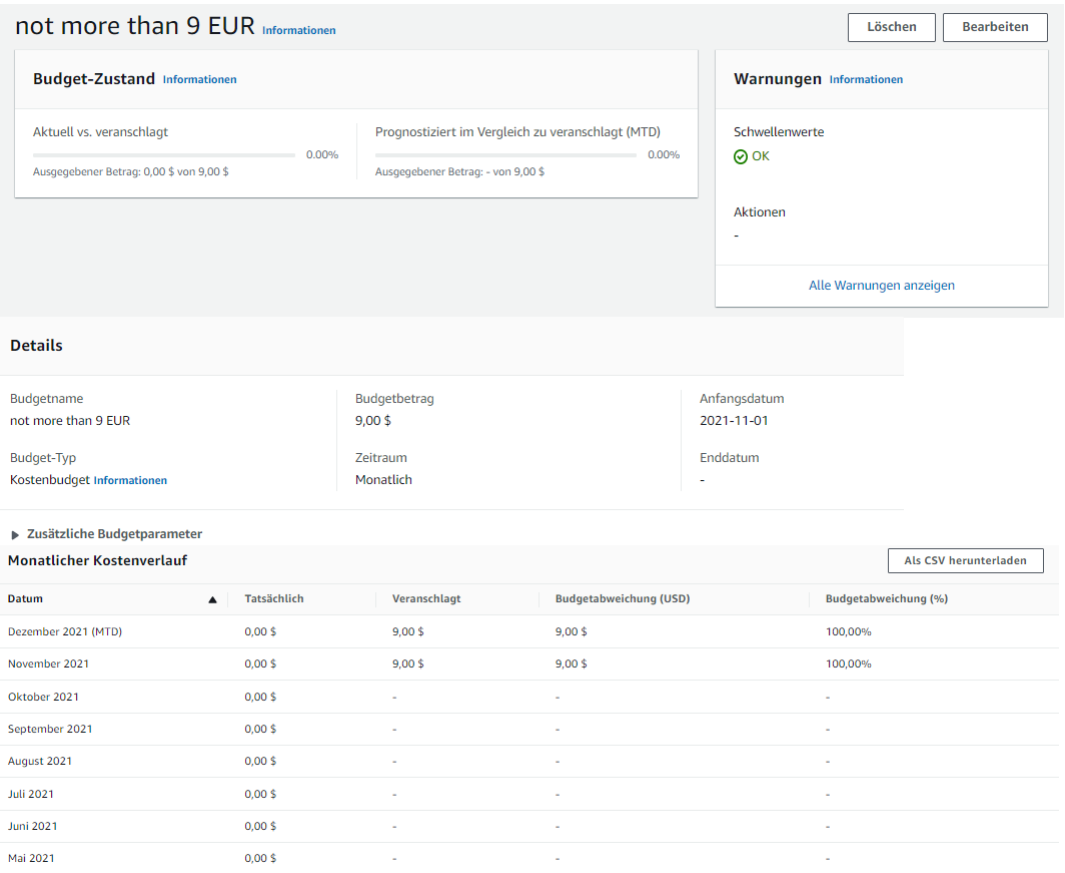 not more than 9 EUR Informationen
Löschen
Bearbeiten
Budget-Zustand Informationen
Aktuell vs. veranschlagt
0.00%
Ausgegebener Betrag: 0,00 $ von 9,00 $
Prognostiziert im Vergleich zu veranschlagt (MTD)
0.00%
Ausgegebener Betrag: - von 9,00 $
Warnungen Informationen
Schwellenwerte
OK
Aktionen
-
Alle Warnungen anzeigen
Details
Budgetname
not more than 9 EUR
Budget-Typ
Kostenbudget Informationen
Budgetbetrag
9,00 $
Zeitraum
Monatlich
Anfangsdatum
2021-11-01
Enddatum
-
Zusätzliche Budgetparameter
Monatlicher Kostenverlauf
Als CSV herunterladen
Datum Tatsächlich Veranschlagt Budgetabweichung (USD) Budgetabweichung (%)
Dezember 2021 (MTD) 0,00 $ 9,00 $ 9,00 $ 100,00%
November 2021 0,00 $ 9,00 $ 9,00 $ 100,00%
Oktober 2021 0,00 $ - - -
September 2021 0,00 $ - - -
August 2021 0,00 $ - - -
Juli 2021 0,00 $ - - -
Juni 2021 0,00 $ - - -
Mai 2021 0,00 $ - - -